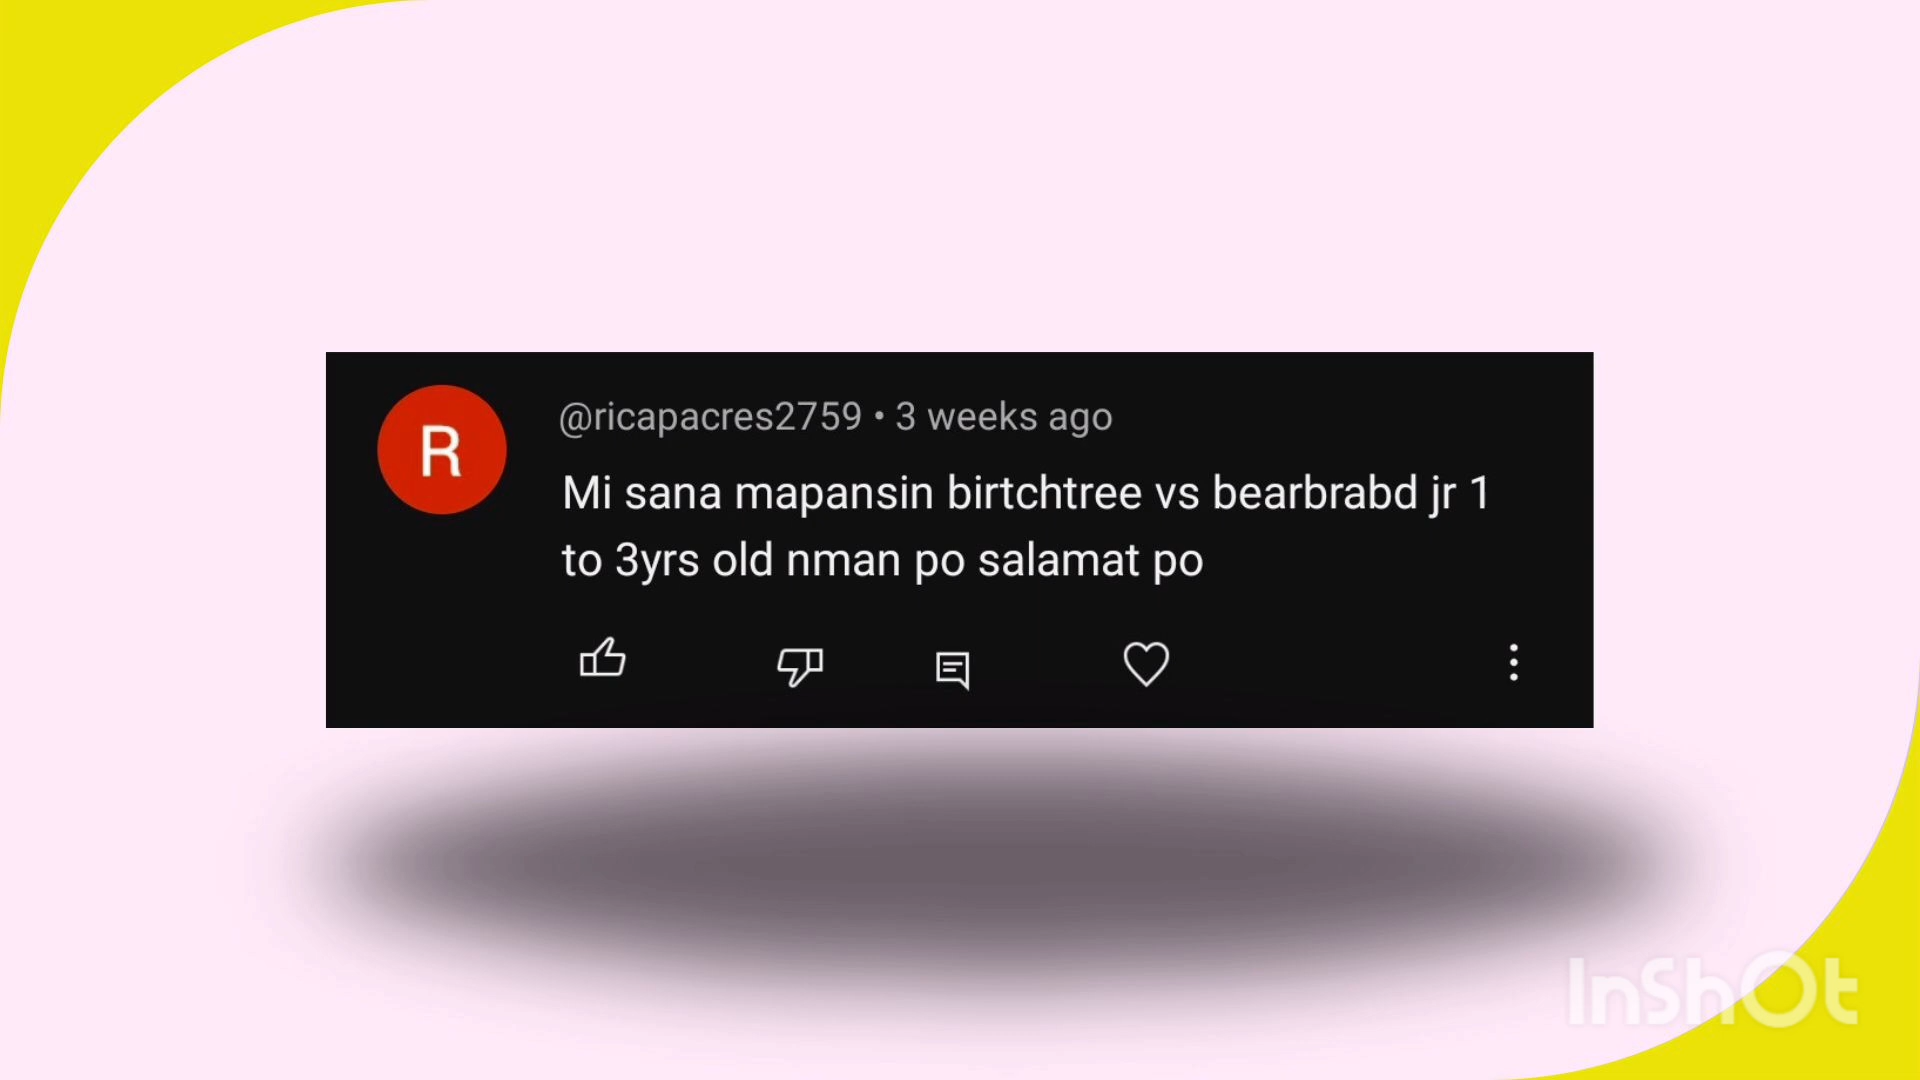 R
@ricapacres2759 • 3 weeks ago
Mi sana mapansin birtchtree vs bearbrabd jr 1
to 3yrs old nman po salamat po
InShOt